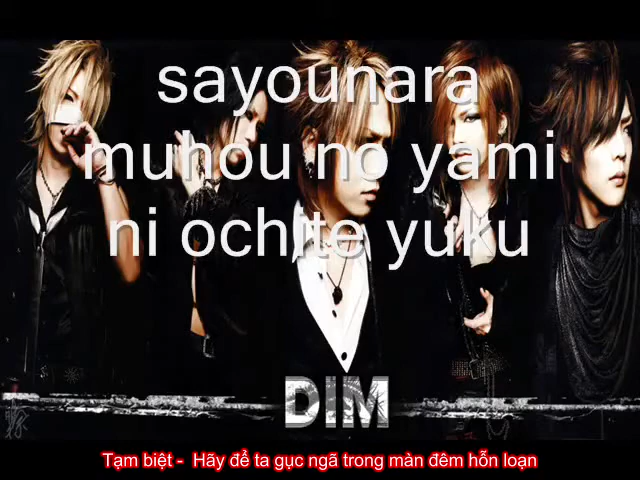 sayounara
muhou no yami
ni ochite yuku
DIM
Tạm biệt - Hãy để ta gục ngã trong màn đêm hỗn loạn